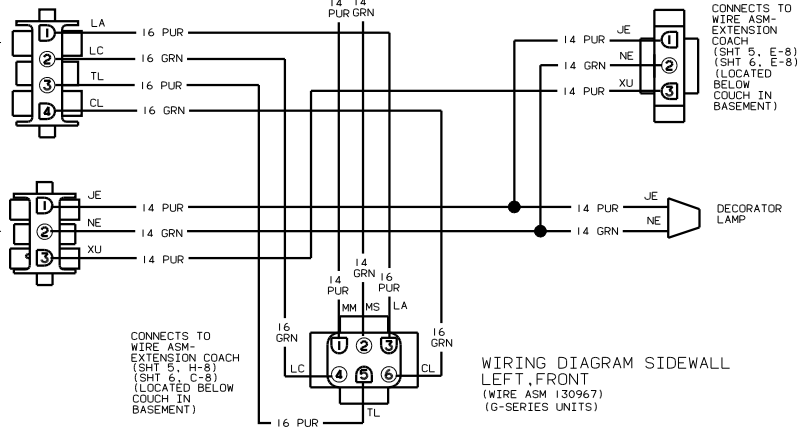 14 14
PUR GRN
CONNECTS TO
WIRE ASM-
EXTENSION
COACH
(SHT 5, E-8)
(SHT 6, E-8)
(LOCATED
BELOW
COUCH IN
BASEMENT)
1 LA 16 PUR
2 LC 16 GRN
3 TL 16 PUR
4 CL 16 GRN
14 PUR JE 1
14 GRN NE 2
14 PUR XU 3
1 JE 14 PUR
2 NE 14 GRN
3 XU 14 PUR
14 PUR JE
14 GRN NE
DECORATOR
LAMP
14
PUR
14
GRN
16
PUR
MM MS LA
16
GRN
16
GRN
1 2 3
LC 4 5 6 CL
TL
16 PUR
CONNECTS TO
WIRE ASM-
EXTENSION COACH
(SHT 5, H-8)
(SHT 6, C-8)
(LOCATED BELOW
COUCH IN
BASEMENT)
WIRING DIAGRAM SIDEWALL
LEFT,FRONT
(WIRE ASM 130967)
(G-SERIES UNITS)